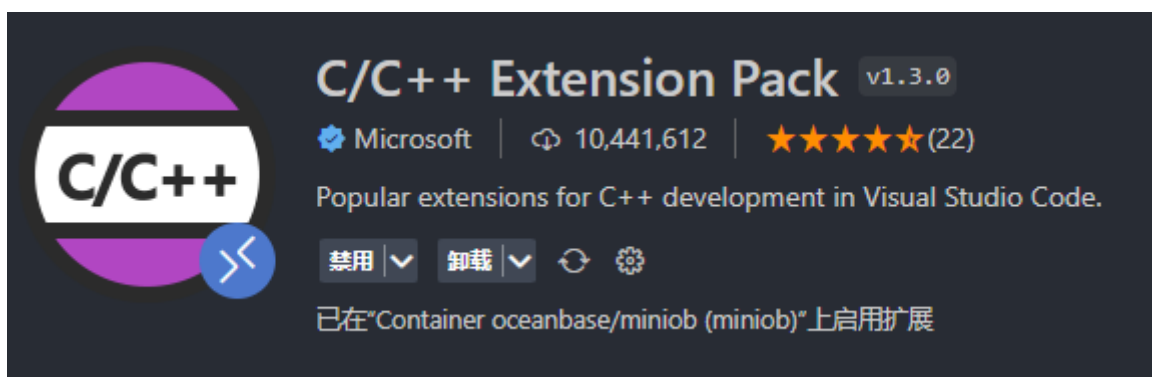 C/C++ Extension Pack v1.3.0
C/C++
Microsoft 10,441,612 (22)
Popular extensions for C++ development in Visual Studio Code.
禁用 卸载
已在"Container oceanbase/miniob (miniob)"上启用扩展